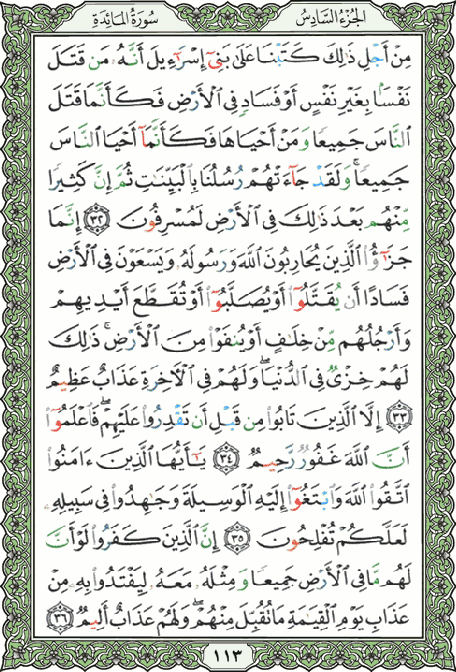 الجُزْءُ السَّادِسُ
سُورَةُ المَائِدَةِ
مِنْ أَجْلِ ذَٰلِكَ كَتَبْنَا عَلَىٰ بَنِىٓ إِسْرَٰٓءِيلَ أَنَّهُۥ مَن قَتَلَ
نَفْسًۢا بِغَيْرِ نَفْسٍ أَوْ فَسَادٍۢ فِى ٱلْأَرْضِ فَكَأَنَّمَا قَتَلَ
ٱلنَّاسَ جَمِيعًا وَمَنْ أَحْيَاهَا فَكَأَنَّمَآ أَحْيَا ٱلنَّاسَ
جَمِيعًا ۚ وَلَقَدْ جَآءَتْهُمْ رُسُلُنَا بِٱلْبَيِّنَٰتِ ثُمَّ إِنَّ كَثِيرًا
مِّنْهُم بَعْدَ ذَٰلِكَ فِى ٱلْأَرْضِ لَمُسْرِفُونَ ٣٢ إِنَّمَا
جَزَٰٓؤُا۟ ٱلَّذِينَ يُحَارِبُونَ ٱللَّهَ وَرَسُولَهُۥ وَيَسْعَوْنَ فِى ٱلْأَرْضِ
فَسَادًا أَن يُقَتَّلُوٓا۟ أَوْ يُصَلَّبُوٓا۟ أَوْ تُقَطَّعَ أَيْدِيهِمْ
وَأَرْجُلُهُم مِّنْ خِلَٰفٍ أَوْ يُنفَوْا۟ مِنَ ٱلْأَرْضِ ۚ ذَٰلِكَ
لَهُمْ خِزْىٌ فِى ٱلدُّنْيَا ۖ وَلَهُمْ فِى ٱلْءَاخِرَةِ عَذَابٌ عَظِيمٌ
٣٣ إِلَّا ٱلَّذِينَ تَابُوا۟ مِن قَبْلِ أَن تَقْدِرُوا۟ عَلَيْهِمْ ۖ فَٱعْلَمُوٓا۟
أَنَّ ٱللَّهَ غَفُورٌ رَّحِيمٌ ٣٤ يَٰٓأَيُّهَا ٱلَّذِينَ ءَامَنُوا۟
ٱتَّقُوا۟ ٱللَّهَ وَٱبْتَغُوٓا۟ إِلَيْهِ ٱلْوَسِيلَةَ وَجَٰهِدُوا۟ فِى سَبِيلِهِۦ
لَعَلَّكُمْ تُفْلِحُونَ ٣٥ إِنَّ ٱلَّذِينَ كَفَرُوا۟ لَوْ أَنَّ
لَهُم مَّا فِى ٱلْأَرْضِ جَمِيعًا وَمِثْلَهُۥ مَعَهُۥ لِيَفْتَدُوا۟ بِهِۦ مِنْ
عَذَابِ يَوْمِ ٱلْقِيَٰمَةِ مَا تُقُبِّلَ مِنْهُمْ ۖ وَلَهُمْ عَذَابٌ أَلِيمٌ ٣٦
١١٣